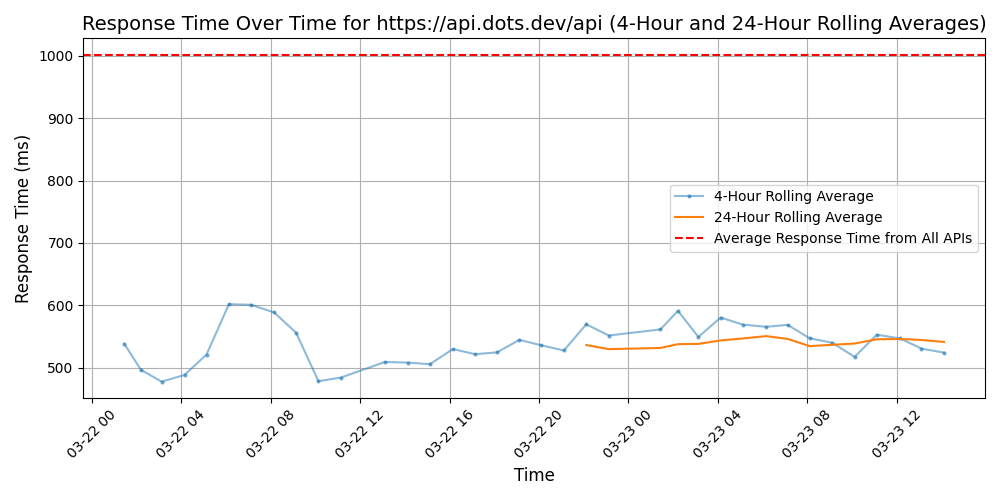 Response Time Over Time for https://api.dots.dev/api (4-Hour and 24-Hour Rolling Averages)
Response Time (ms)
1000
900
800
700
600
500
4-Hour Rolling Average
24-Hour Rolling Average
Average Response Time from All APIs
03-22 00
03-22 04
03-22 08
03-22 12
03-22 16
03-22 20
03-23 00
03-23 04
03-23 08
03-23 12
Time